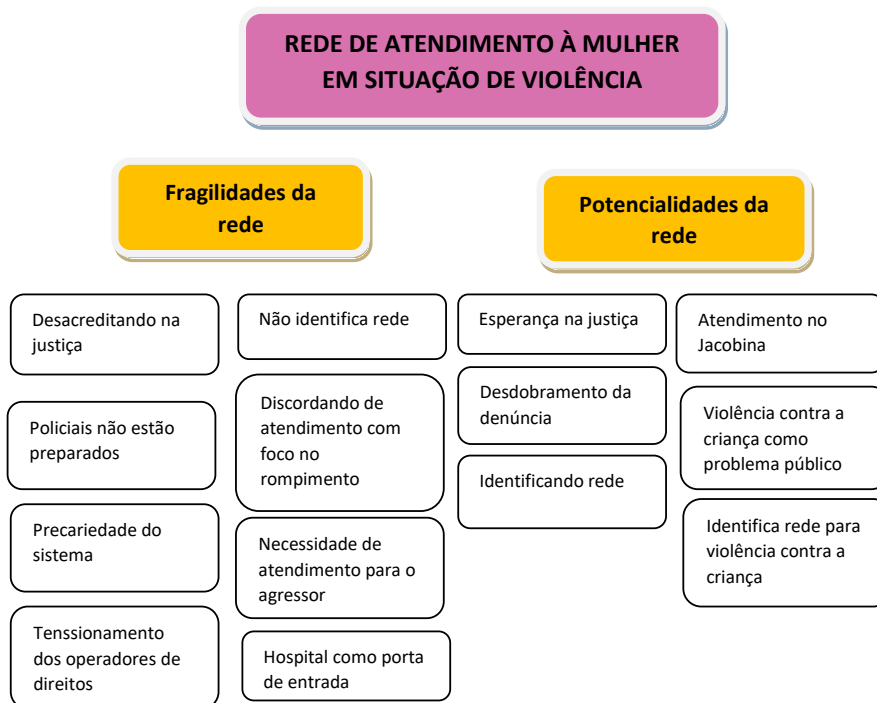 REDE DE ATENDIMENTO À MULHER
EM SITUAÇÃO DE VIOLÊNCIA
Fragilidades da
rede
Desacreditando na
justiça
Policiais não estão
preparados
Precariedade do
sistema
Tenssionamento
dos operadores de
direitos
Não identifica rede
Discordando de
atendimento com
foco no
rompimento
Necessidade de
atendimento para o
agressor
Hospital como porta
de entrada
Potencialidades da
rede
Esperança na justiça
Desdobramento da
denúncia
Identificando rede
Atendimento no
Jacobina
Violência contra a
criança como
problema público
Identifica rede para
violência contra a
criança